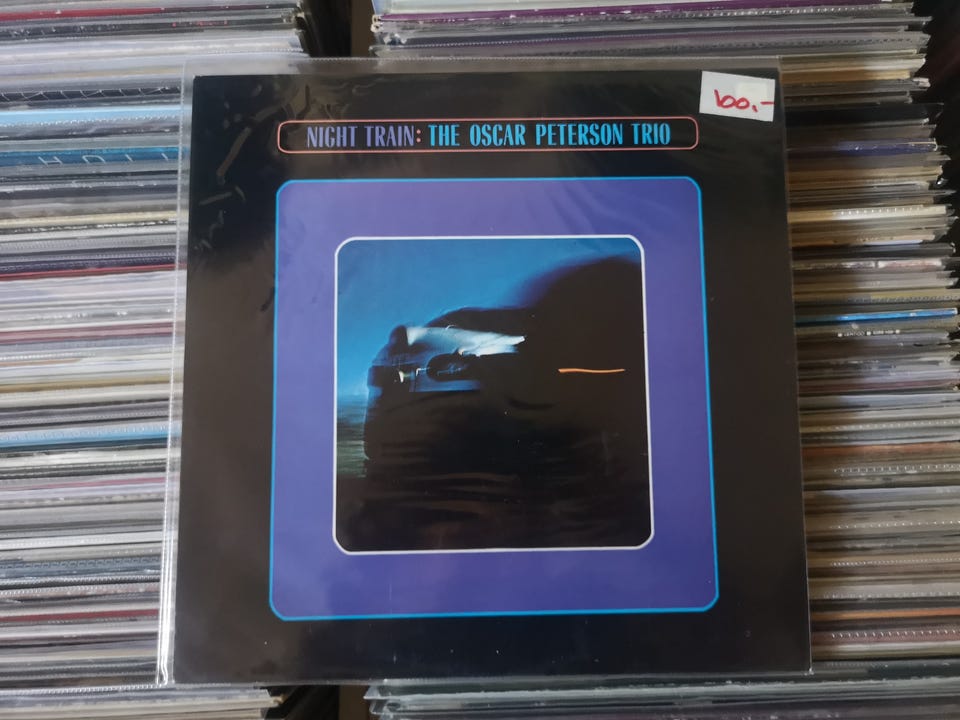 100.-
NIGHT TRAIN: THE OSCAR PETERSON TRIO